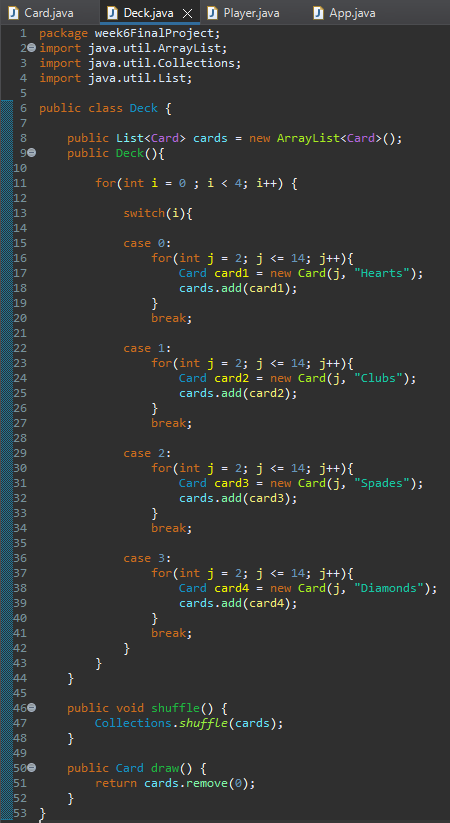 Card.java Deck.java Player.java App.java
1 package week6FinalProject;
2 import java.util.ArrayList;
3 import java.util.Collections;
4 import java.util.List;
5
6 public class Deck {
7
8     public List<Card> cards = new ArrayList<Card>();
9     public Deck(){
10
11         for(int i = 0 ; i < 4; i++) {
12
13             switch(i){
14
15             case 0:
16                 for(int j = 2; j <= 14; j++){
17                     Card card1 = new Card(j, "Hearts");
18                     cards.add(card1);
19                 }
20                 break;
21
22             case 1:
23                 for(int j = 2; j <= 14; j++){
24                     Card card2 = new Card(j, "Clubs");
25                     cards.add(card2);
26                 }
27                 break;
28
29             case 2:
30                 for(int j = 2; j <= 14; j++){
31                     Card card3 = new Card(j, "Spades");
32                     cards.add(card3);
33                 }
34                 break;
35
36             case 3:
37                 for(int j = 2; j <= 14; j++){
38                     Card card4 = new Card(j, "Diamonds");
39                     cards.add(card4);
40                 }
41                 break;
42             }
43         }
44     }
45
46     public void shuffle() {
47         Collections.shuffle(cards);
48     }
49
50     public Card draw() {
51         return cards.remove(0);
52     }
53 }